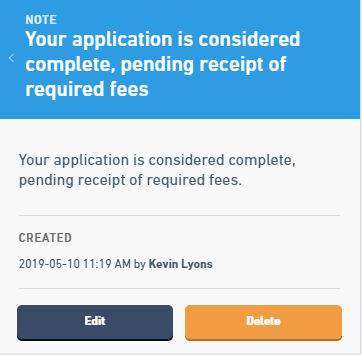 NOTE
Your application is considered
complete, pending receipt of
required fees
Your application is considered complete,
pending receipt of required fees.
CREATED
2019-05-10 11:19 AM by Kevin Lyons
Edit
Delete